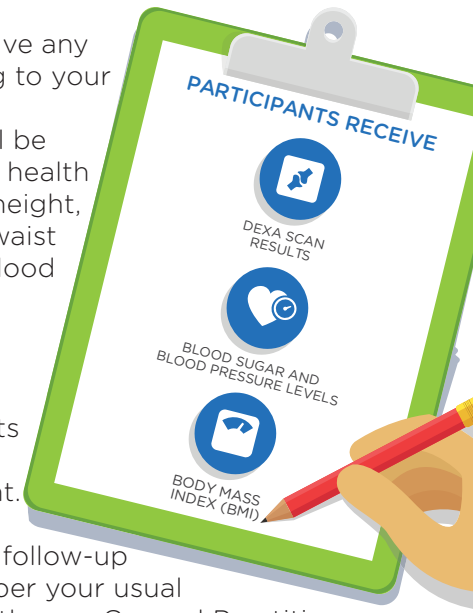 ve any
g to your
l be
health
height,
waist
lood
ts
t.
follow-up
per your usual
PARTICIPANTS RECEIVE
DEXA SCAN
RESULTS
BLOOD SUGAR AND
BLOOD PRESSURE LEVELS
BODY MASS
INDEX (BMI)